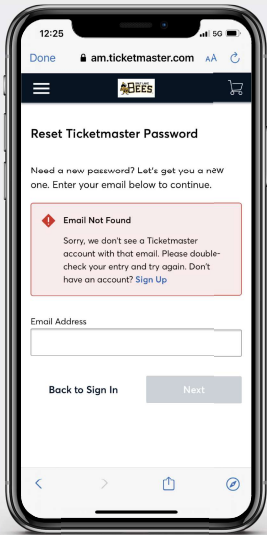 12:25
5G
Done
am.ticketmaster.com
AA
BEES
Reset Ticketmaster Password
Need a new password? Let's get you a new
one. Enter your email below to continue.
Email Not Found
Sorry, we don't see a Ticketmaster
account with that email. Please double-
check your entry and try again. Don't
have an account? Sign Up
Email Address
Back to Sign In
Next